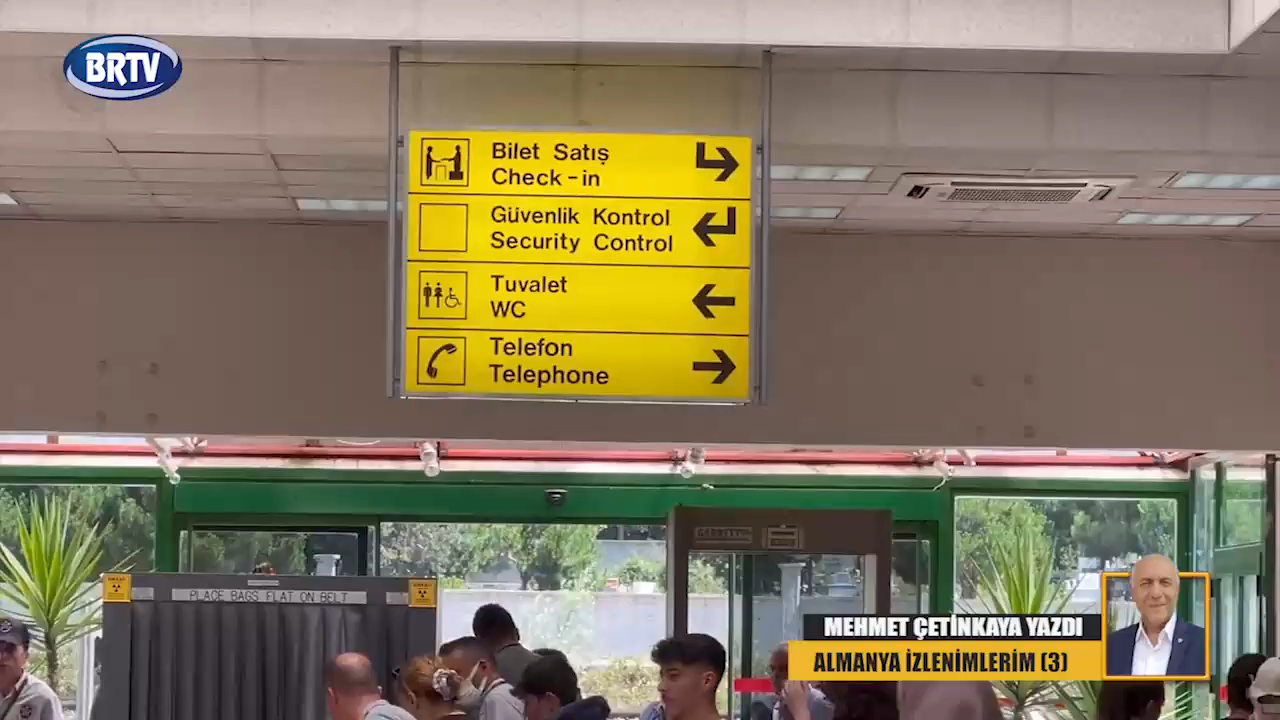 BRTV
Bilet Satış
Check-in
Güvenlik Kontrol
Security Control
Tuvalet
WC
Telefon
Telephone
PLACE BAGS FLAT ON BELT
MEHMET ÇETİNKAYA YAZDI
ALMANYA İZLENİMLERİM (3)